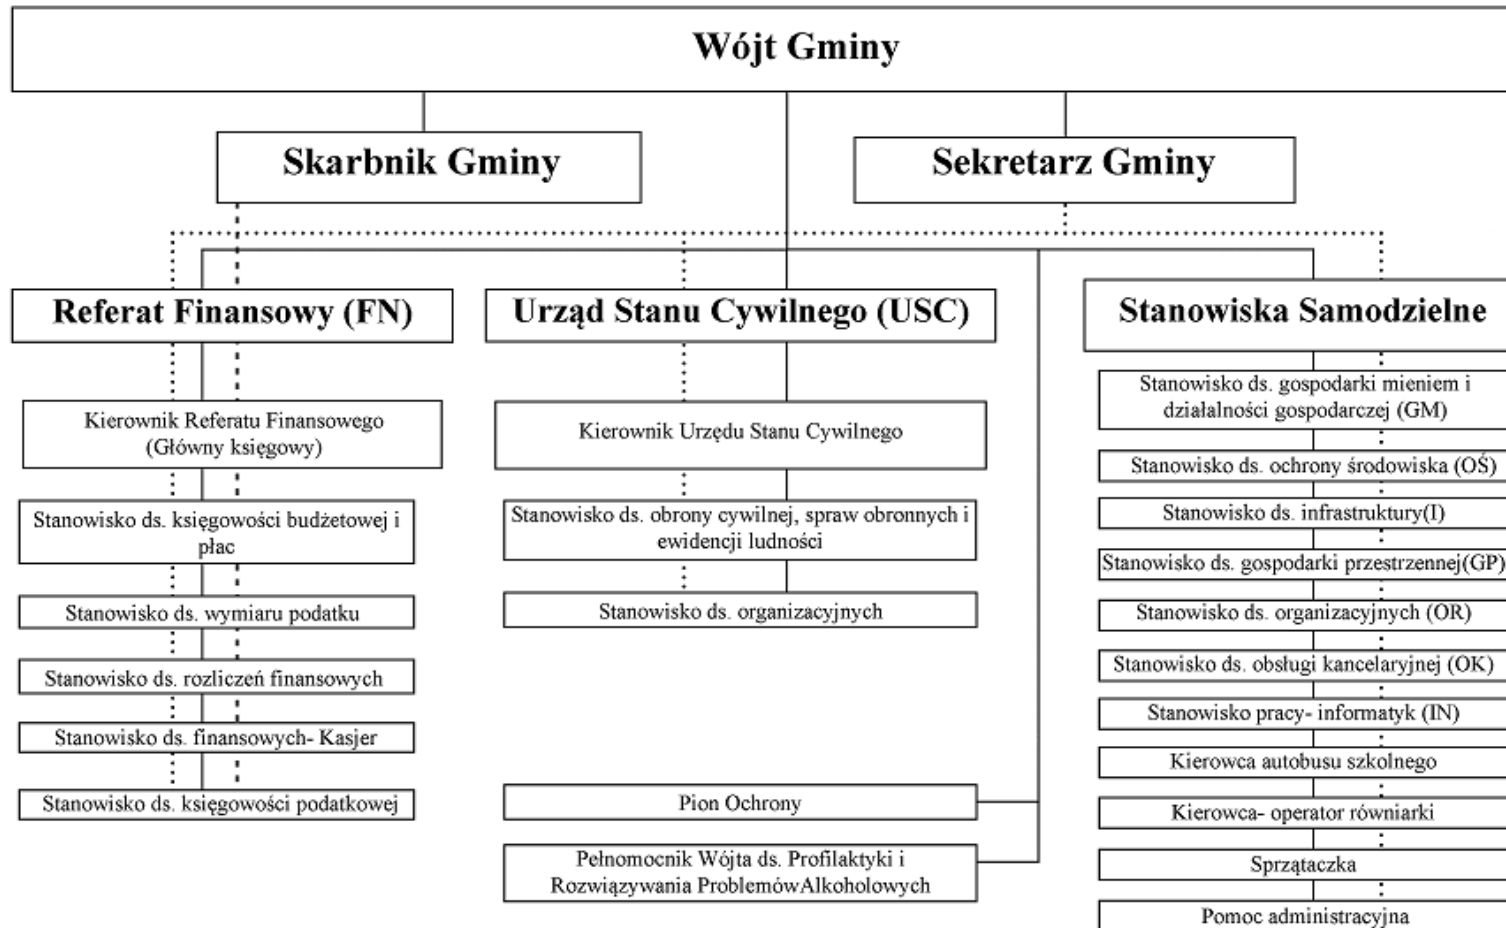 Wójt Gminy
Skarbnik Gminy
Sekretarz Gminy
Referat Finansowy (FN)
Kierownik Referatu Finansowego
(Główny księgowy)
Stanowisko ds. księgowości budżetowej i
płac
Stanowisko ds. wymiaru podatku
Stanowisko ds. rozliczeń finansowych
Stanowisko ds. finansowych- Kasjer
Stanowisko ds. księgowości podatkowej
Urząd Stanu Cywilnego (USC)
Kierownik Urzędu Stanu Cywilnego
Stanowisko ds. obrony cywilnej, spraw obronnych i
ewidencji ludności
Stanowisko ds. organizacyjnych
Pion Ochrony
Pełnomocnik Wójta ds. Profilaktyki i
Rozwiązywania ProblemówAlkoholowych
Stanowiska Samodzielne
Stanowisko ds. gospodarki mieniem i
działalności gospodarczej (GM)
Stanowisko ds. ochrony środowiska (OŚ)
Stanowisko ds. infrastruktury(I)
Stanowisko ds. gospodarki przestrzennej(GP)
Stanowisko ds. organizacyjnych (OR)
Stanowisko ds. obsługi kancelaryjnej (OK)
Stanowisko pracy- informatyk (IN)
Kierowca autobusu szkolnego
Kierowca- operator równiarki
Sprzątaczka
Pomoc administracyjna